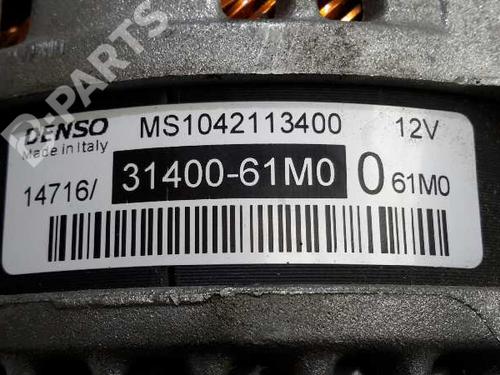 DENSO MS1042113400 12V
Made in Italy
14716/ 31400-61M0 0 61M0
B-PARTS